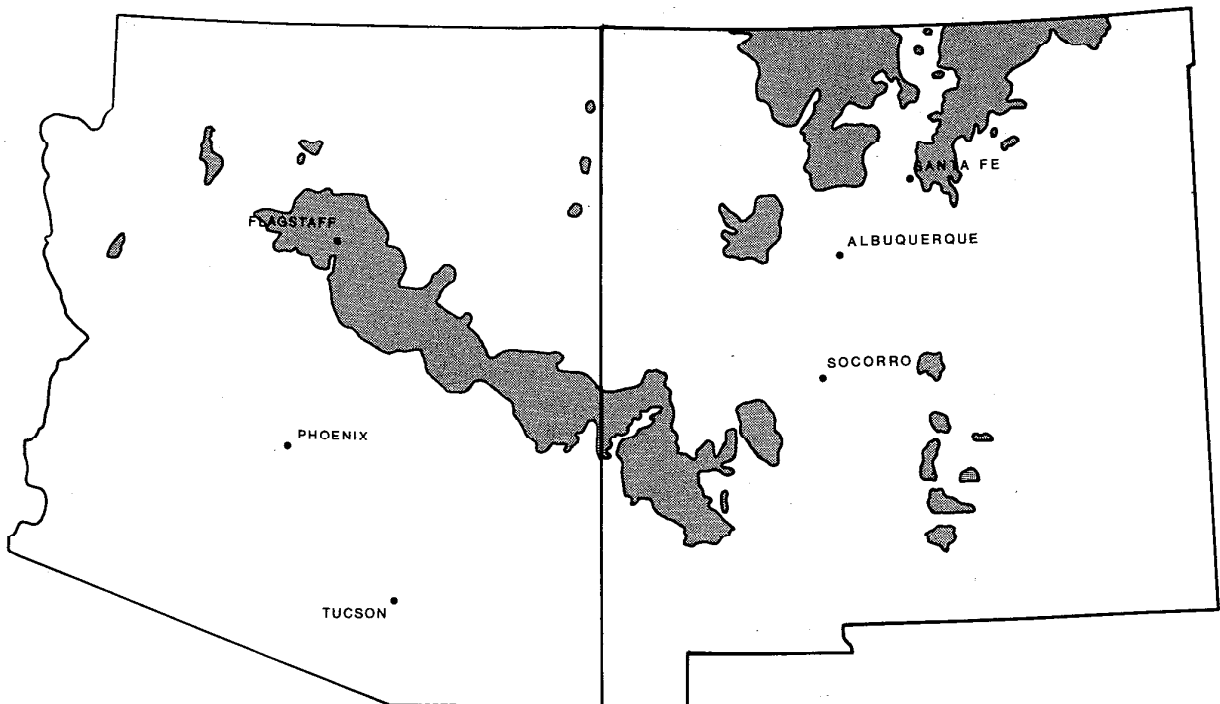 SANTA FE
FLAGSTAFF
ALBUQUERQUE
SOCORRO
PHOENIX
TUCSON